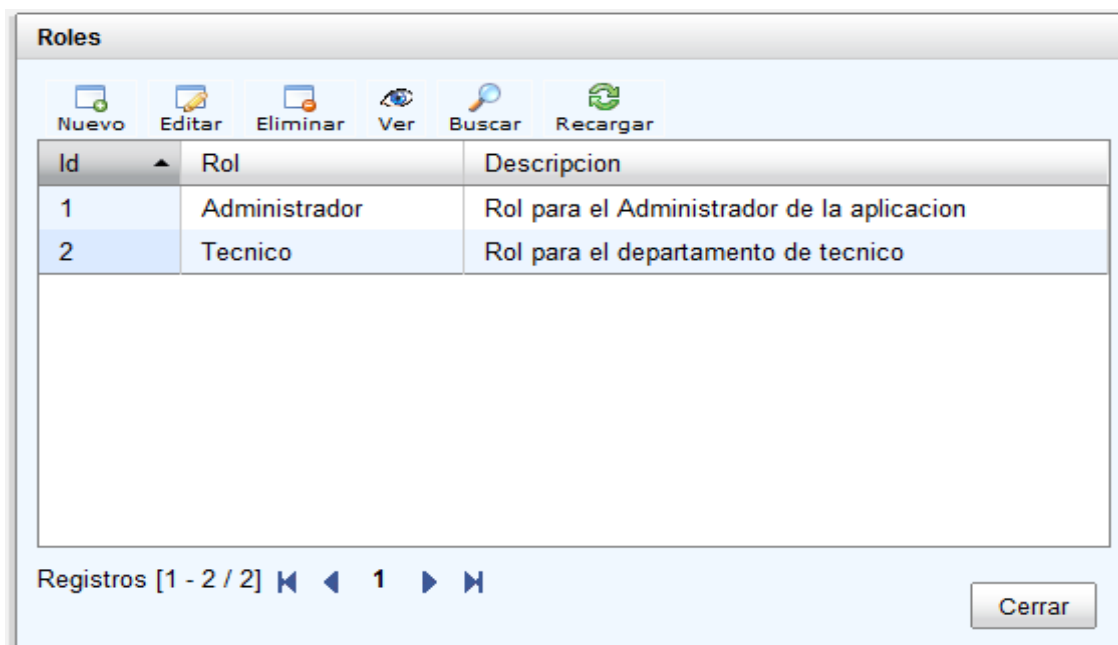 Roles
Nuevo Editar Eliminar Ver Buscar Recargar
Id Rol Descripcion
1 Administrador Rol para el Administrador de la aplicacion
2 Tecnico Rol para el departamento de tecnico
Registros [1 - 2 / 2] 1
Cerrar